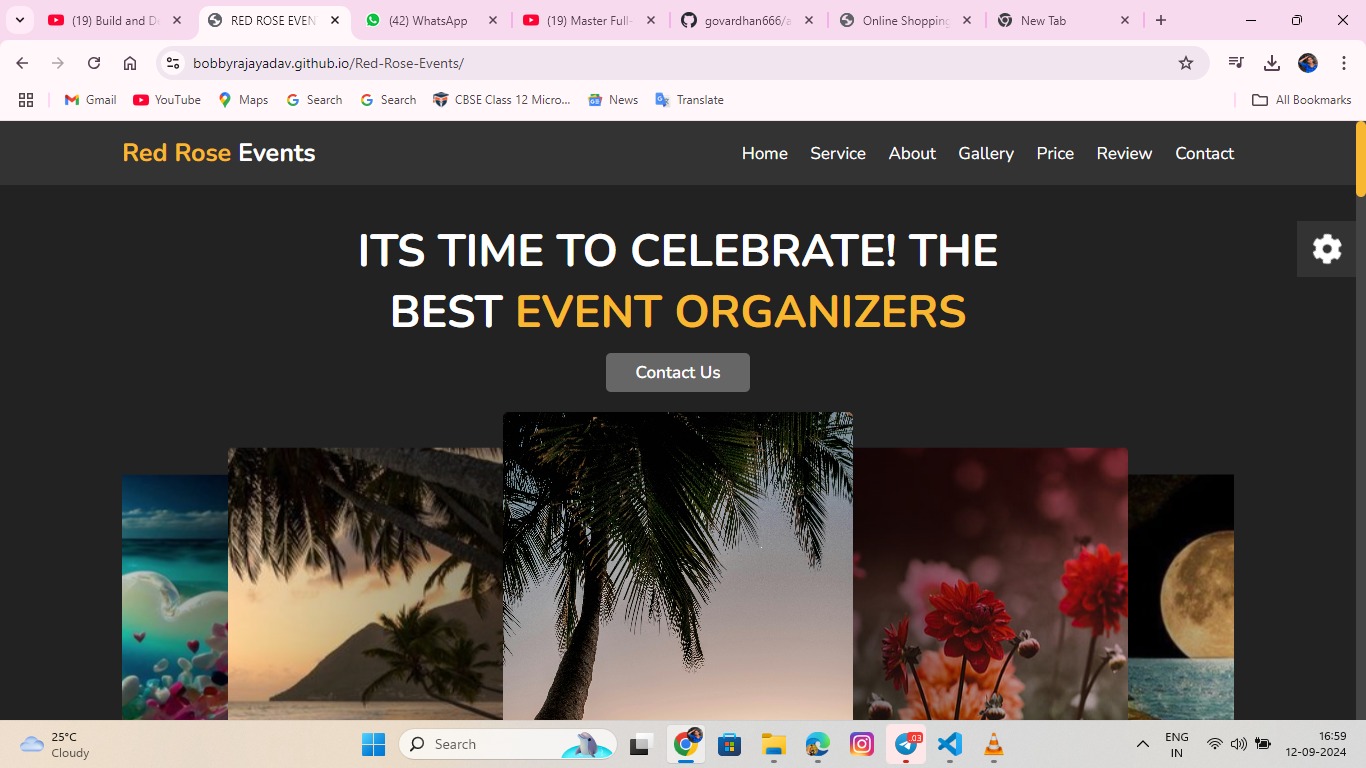 (19) Build and De
RED ROSE EVEN
(42) WhatsApp
(19) Master Full-
govardhan666/a
Online Shopping
New Tab
bobbyrajayadav.github.io/Red-Rose-Events/
Gmail
YouTube
Maps
Search
Search
CBSE Class 12 Micro...
News
Translate
All Bookmarks
Red Rose Events
Home Service About Gallery Price Review Contact
ITS TIME TO CELEBRATE! THE
BEST EVENT ORGANIZERS
Contact Us
25°C
Cloudy
Search
.03
ENG
IN
16:59
12-09-2024